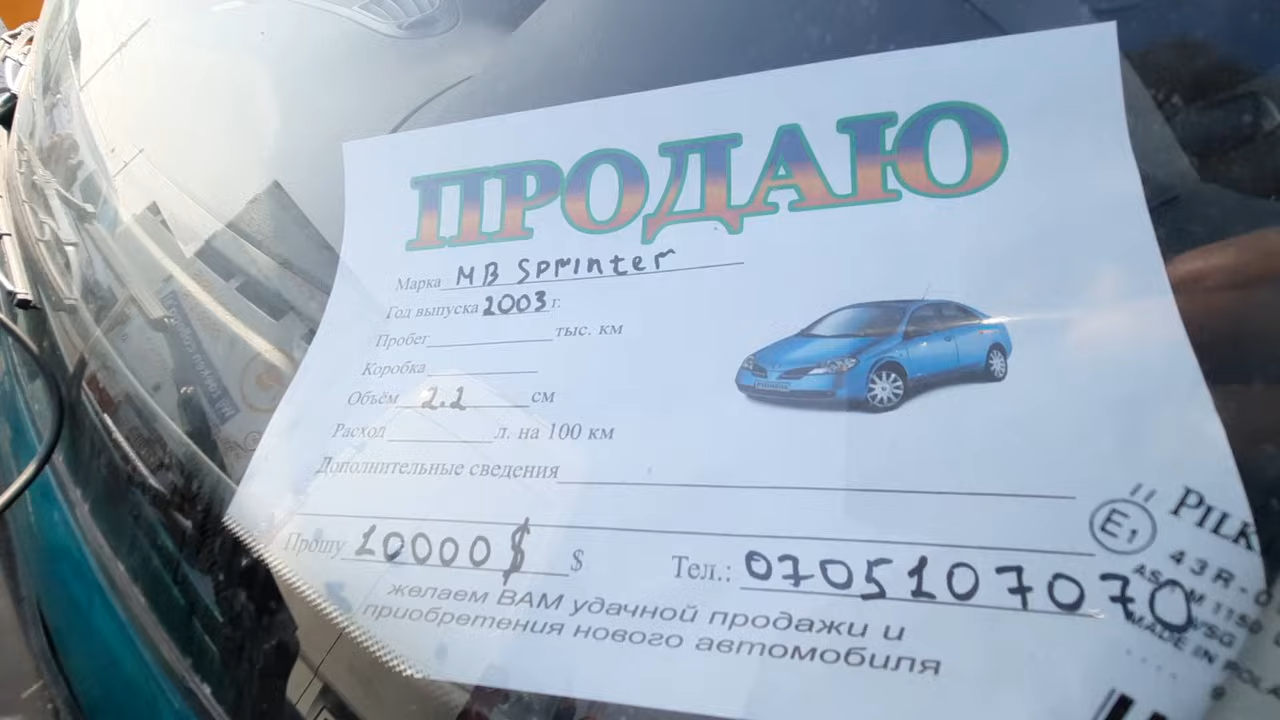 ПРОДАЮ
Марка MB Sprinter
Год выпуска 2003 г.
Пробег тыс. км
Коробка
Объём 2.2 см
Расход л. на 100 км
Дополнительные сведения
Прошу 10000$ $
Тел.: 0705107070
желаем ВАМ удачной продажи и
приобретения нового автомобиля
PILK
E1
43R-
MADE IN POLA